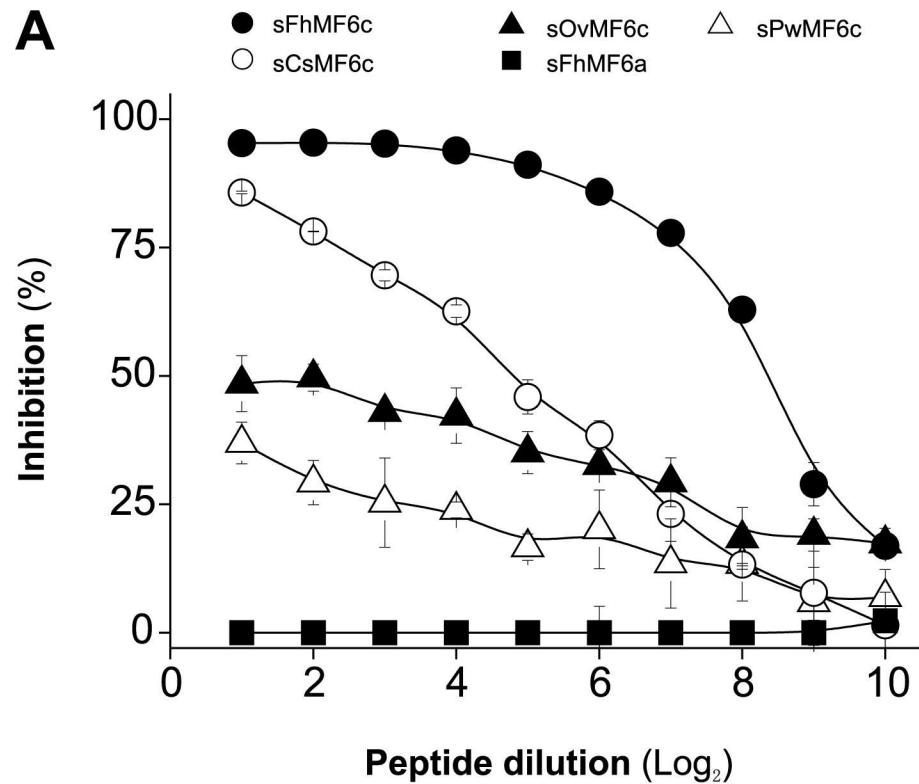 A
sFhMF6c sOvMF6c sPwMF6c
sCsMF6c sFhMF6a
100
75
50
25
0
Inhibition (%)
0 2 4 6 8 10
Peptide dilution (Log₂)